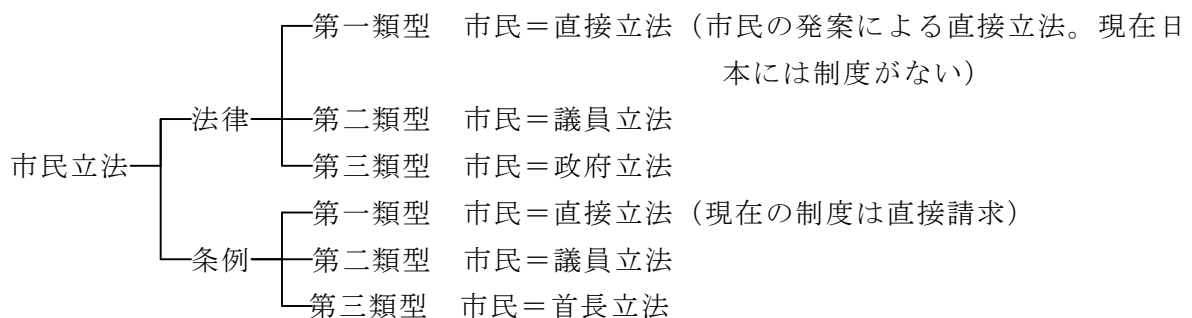 第一類型 市民＝直接立法（市民の発案による直接立法。現在日
本には制度がない）
法律
第二類型 市民＝議員立法
市民立法
第三類型 市民＝政府立法
第一類型 市民＝直接立法（現在の制度は直接請求）
条例
第二類型 市民＝議員立法
第三類型 市民＝首長立法